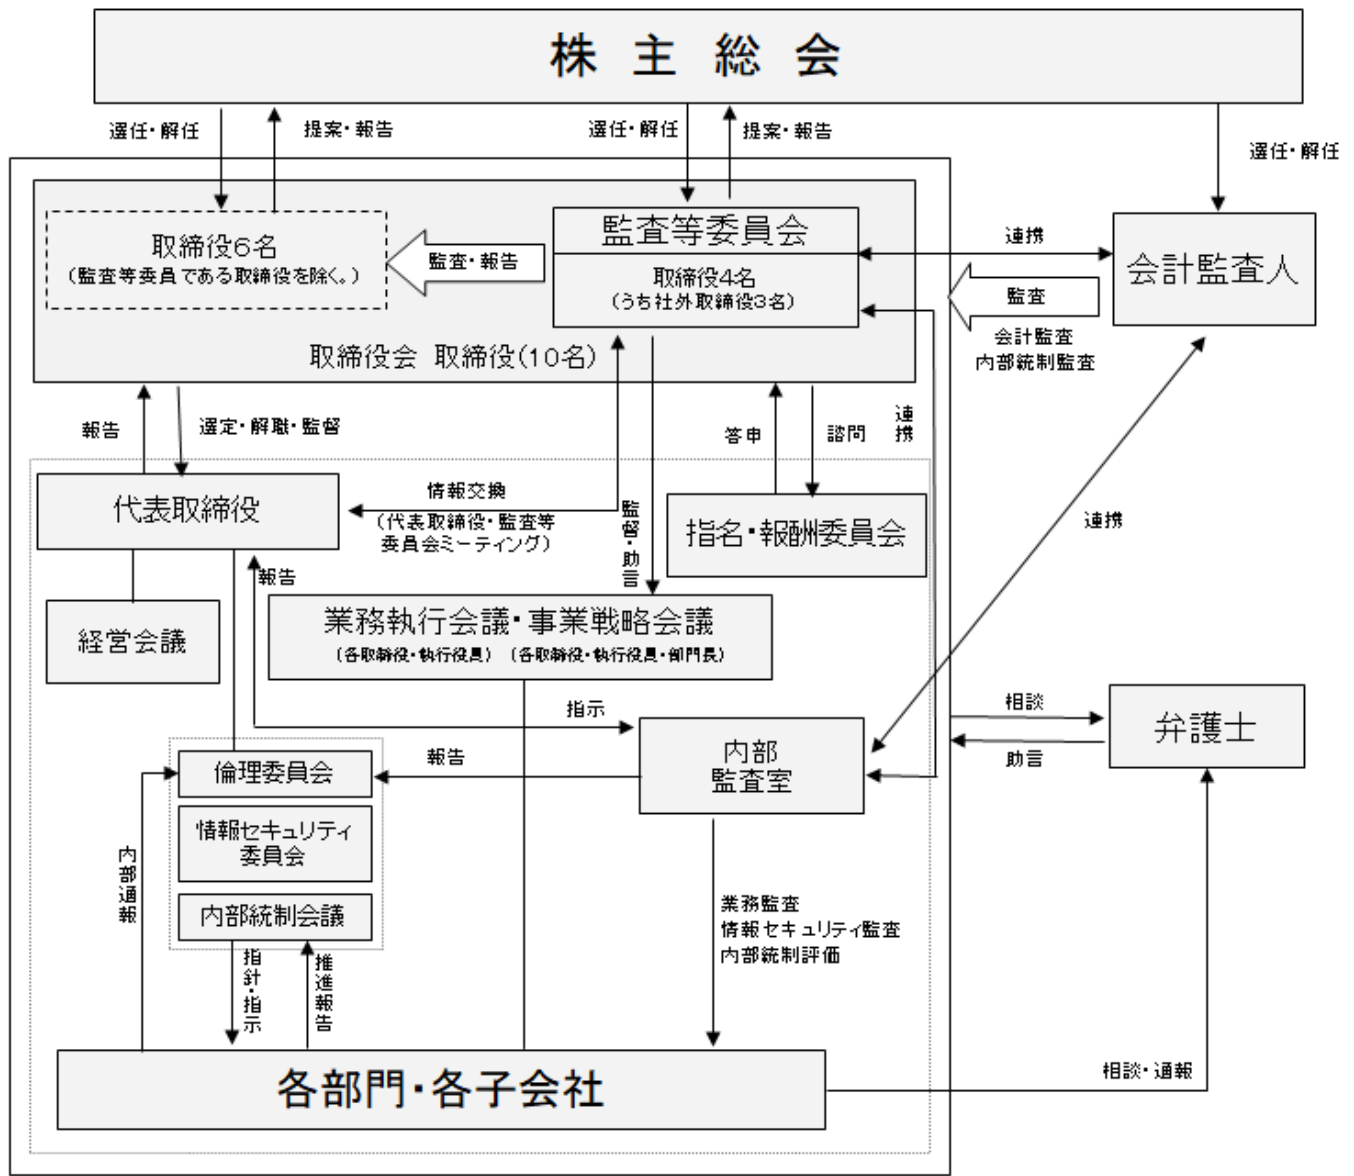 株主総会
選任・解任
提案・報告
選任・解任
提案・報告
選任・解任
取締役6名
(監査等委員である取締役を除く。)
監査・報告
監査等委員会
取締役4名
(うち社外取締役3名)
取締役会 取締役(10名)
連携
監査
会計監査
内部統制監査
会計監査人
報告
選定・解職・監督
答申
諮問
連携
代表取締役
情報交換
(代表取締役・監査等
委員会ミーティング)
監督・助言
指名・報酬委員会
連携
報告
経営会議
業務執行会議・事業戦略会議
(各取締役・執行役員) (各取締役・執行役員・部門長)
指示
内部
監査室
相談
助言
弁護士
報告
倫理委員会
情報セキュリティ
委員会
内部統制会議
内部通報
指針・指示
推進報告
業務監査
情報セキュリティ監査
内部統制評価
各部門・各子会社
相談・通報